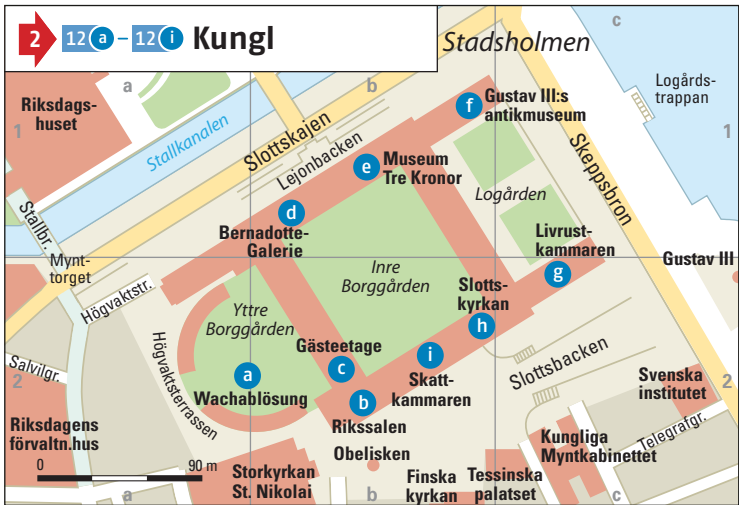 2 12 a – 12 i Kungl
Stadsholmen
c
a
b
Logårds-
trappan
Riksdags-
huset
f
Gustav III:s
antikmuseum
1
1
Stallkanalen
Slottskajen
Lejonbacken
e
Museum
Tre Kronor
Skeppsbron
Logården
Stallbr.
d
Bernadotte-
Galerie
Livrust-
kammaren
Mynt-
torget
Inre
Borggården
g
Gustav III
Högvaktstr.
Yttre
Borggården
Slotts-
kyrkan
h
Högvaktsterrassen
Gästeetage
c
i
Slottsbacken
Salvilgr.
2
a
Wachablösung
Skatt-
kammaren
Svenska
institutet
2
b
Rikssalen
Riksdagens
förvaltn.hus
Obelisken
Kungliga
Myntkabinettet
Telegrafgr.
0 90 m
Storkyrkan
St. Nikolai
Finska
kyrkan
Tessinska
palatset
a
b
c